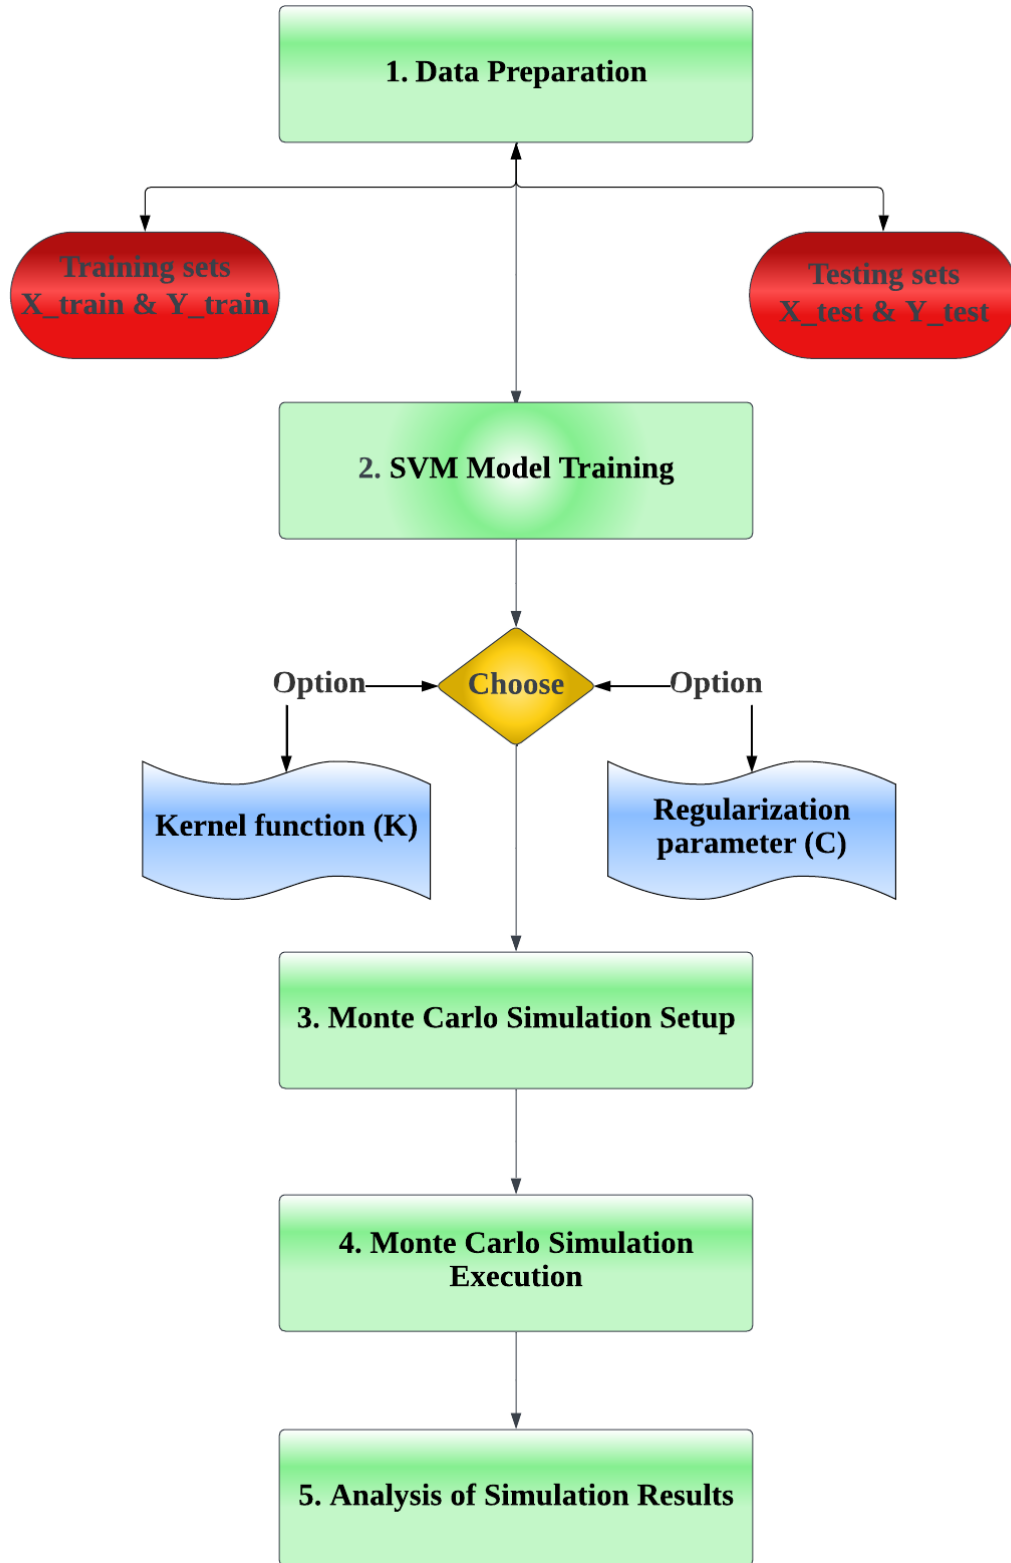 1. Data Preparation
Training sets
X_train & Y_train
Testing sets
X_test & Y_test
2. SVM Model Training
Option
Choose
Option
Kernel function (K)
Regularization
parameter (C)
3. Monte Carlo Simulation Setup
4. Monte Carlo Simulation
Execution
5. Analysis of Simulation Results